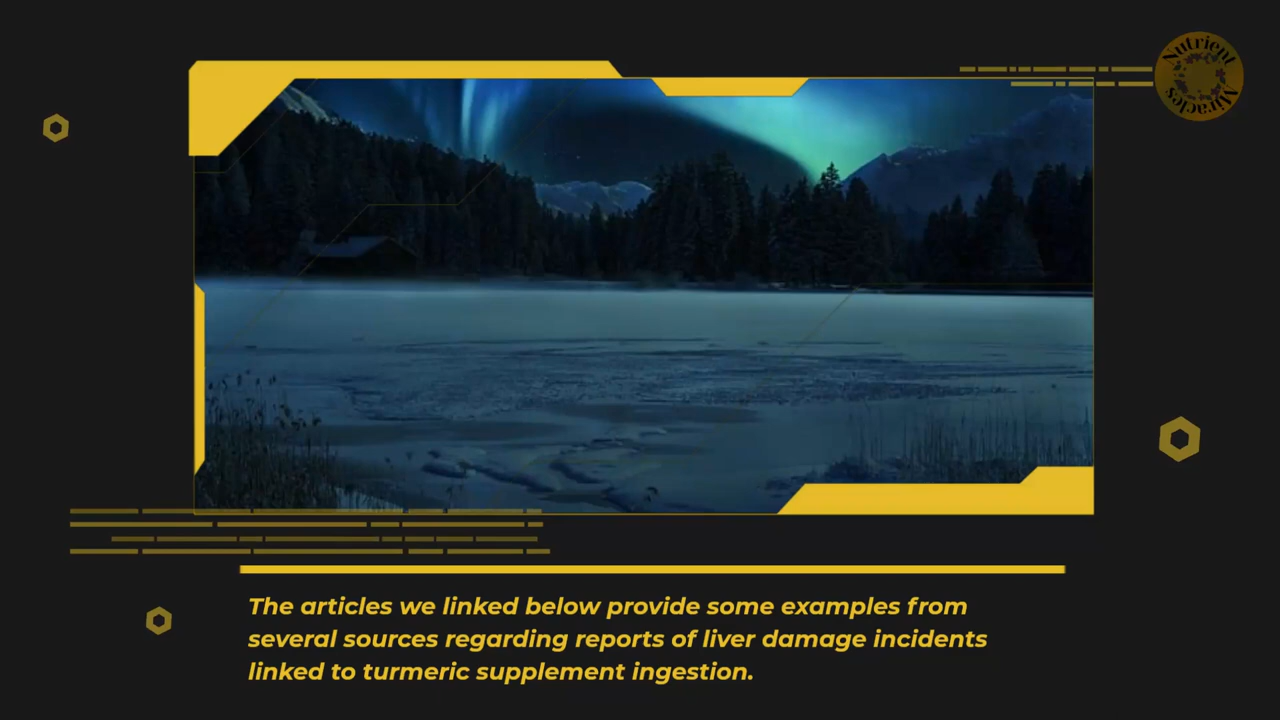 Nutrient
Miracles
The articles we linked below provide some examples from
several sources regarding reports of liver damage incidents
linked to turmeric supplement ingestion.